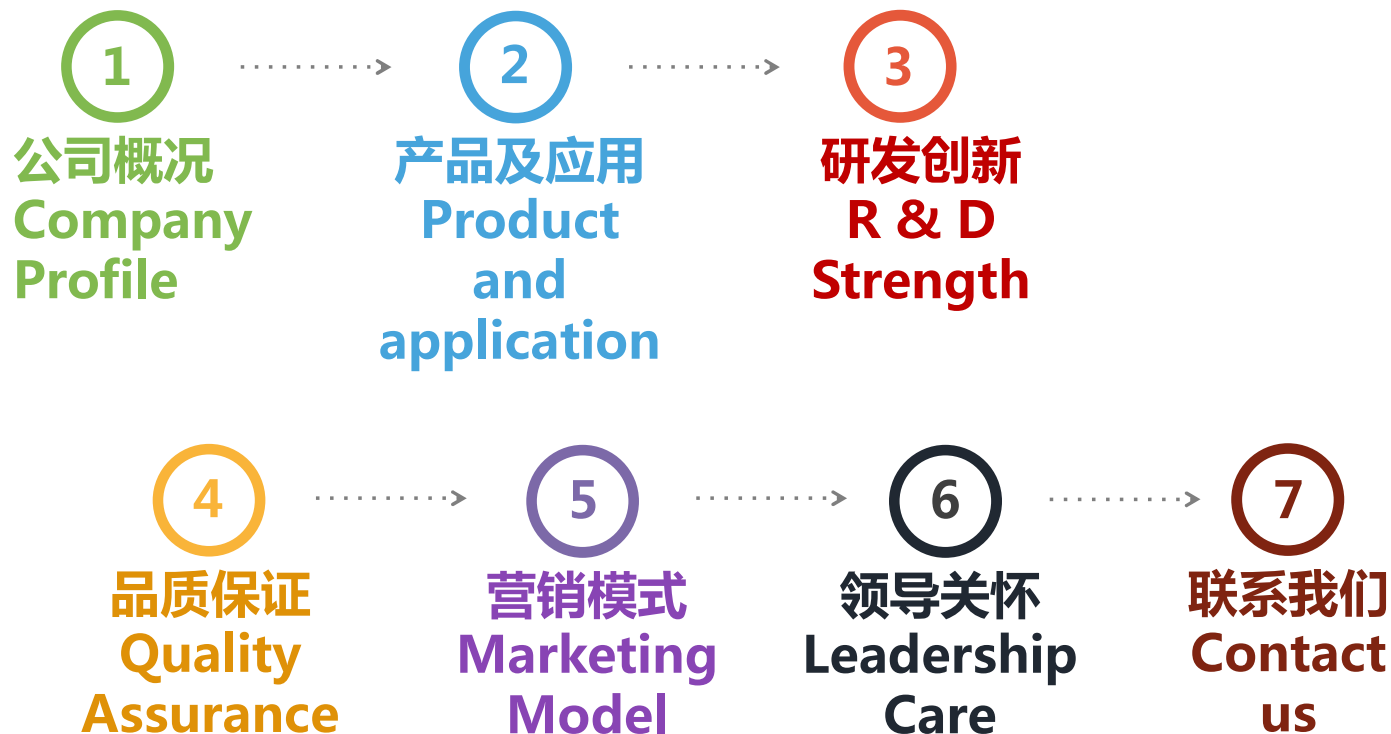 1
公司概况
Company
Profile
2
产品及应用
Product
and
application
3
研发创新
R & D
Strength
4
品质保证
Quality
Assurance
5
营销模式
Marketing
Model
6
领导关怀
Leadership
Care
7
联系我们
Contact
us